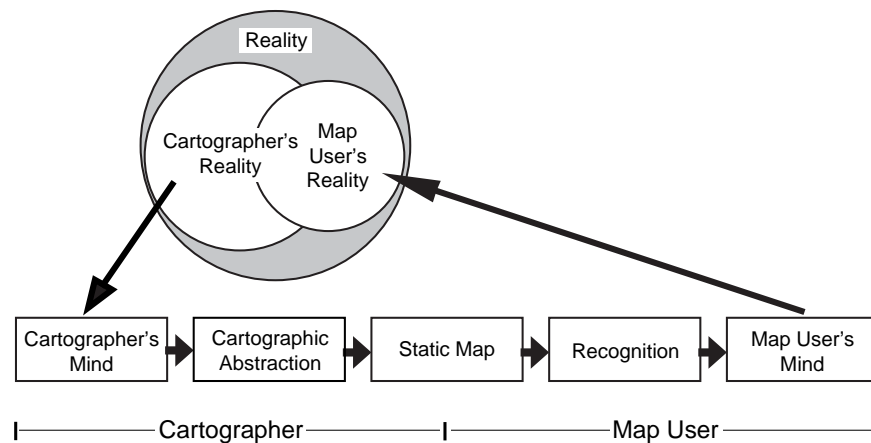 Reality
Cartographer's
Reality
Map
User's
Reality
Cartographer's
Mind
Cartographic
Abstraction
Static Map
Recognition
Map User's
Mind
Cartographer
Map User